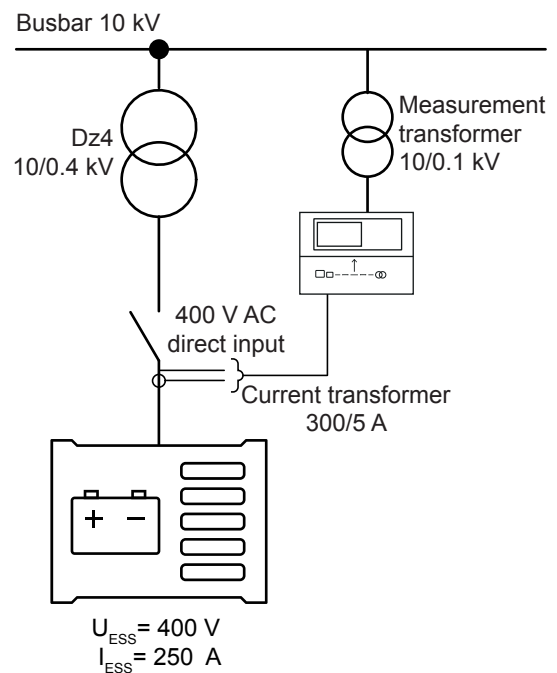 Busbar 10 kV
Dz4
10/0.4 kV
Measurement
transformer
10/0.1 kV
400 V AC
direct input
Current transformer
300/5 A
+ −
U_ESS= 400 V
I_ESS= 250 A